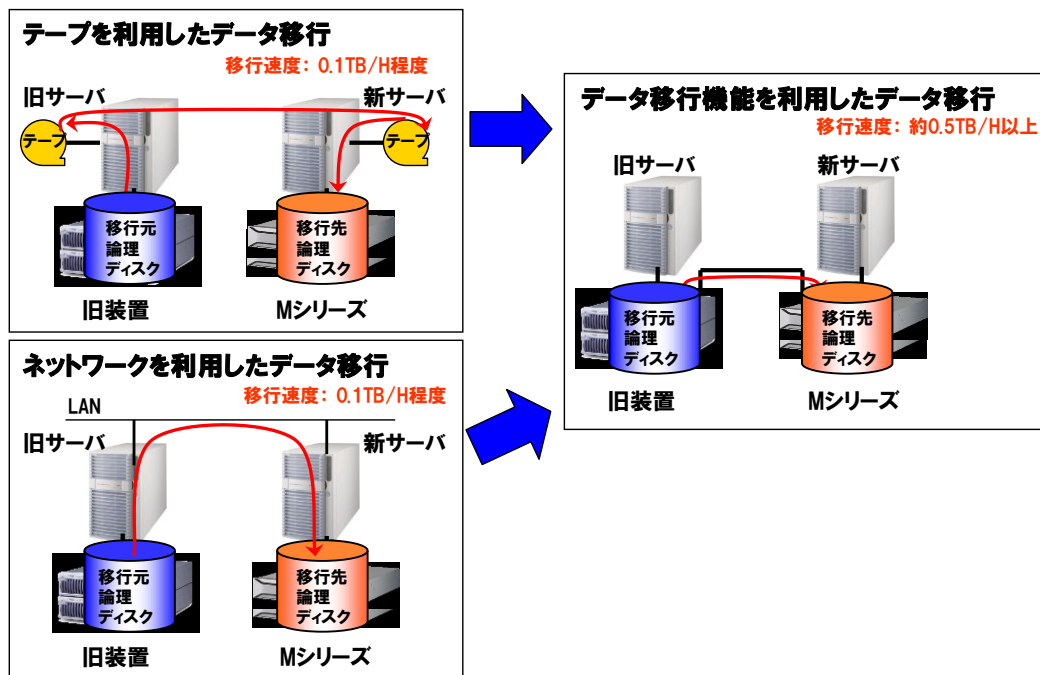 テープを利用したデータ移行
移行速度: 0.1TB/H程度
旧サーバ
新サーバ
テープ
テープ
移行元
論理
ディスク
移行先
論理
ディスク
旧装置
Mシリーズ
ネットワークを利用したデータ移行
移行速度: 0.1TB/H程度
LAN
旧サーバ
新サーバ
移行元
論理
ディスク
移行先
論理
ディスク
旧装置
Mシリーズ
データ移行機能を利用したデータ移行
移行速度: 約0.5TB/H以上
旧サーバ
新サーバ
移行元
論理
ディスク
移行先
論理
ディスク
旧装置
Mシリーズ